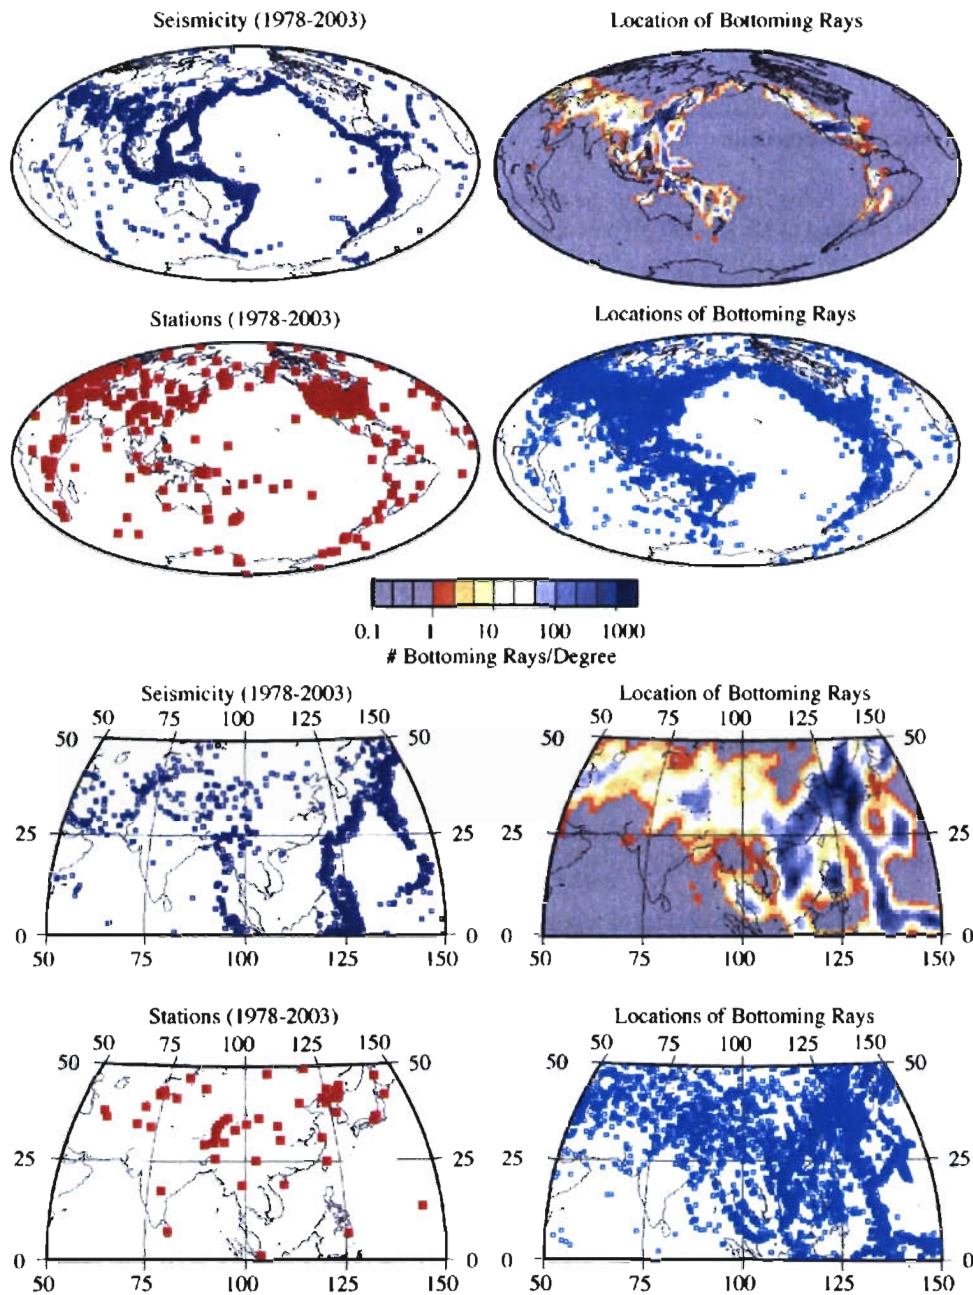 Seismicity (1978-2003)
Location of Bottoming Rays
Stations (1978-2003)
Locations of Bottoming Rays
0.1 1 10 100 1000
# Bottoming Rays/Degree
Seismicity (1978-2003)
Location of Bottoming Rays
50 75 100 125 150
50 75 100 125 150
50
50
25 25
25 25
0 0
0 0
50 75 100 125 150
50 75 100 125 150
Stations (1978-2003)
Locations of Bottoming Rays
50 75 100 125 150
50 75 100 125 150
50
50
25 25
25 25
0 0
0 0
50 75 100 125 150
50 75 100 125 150